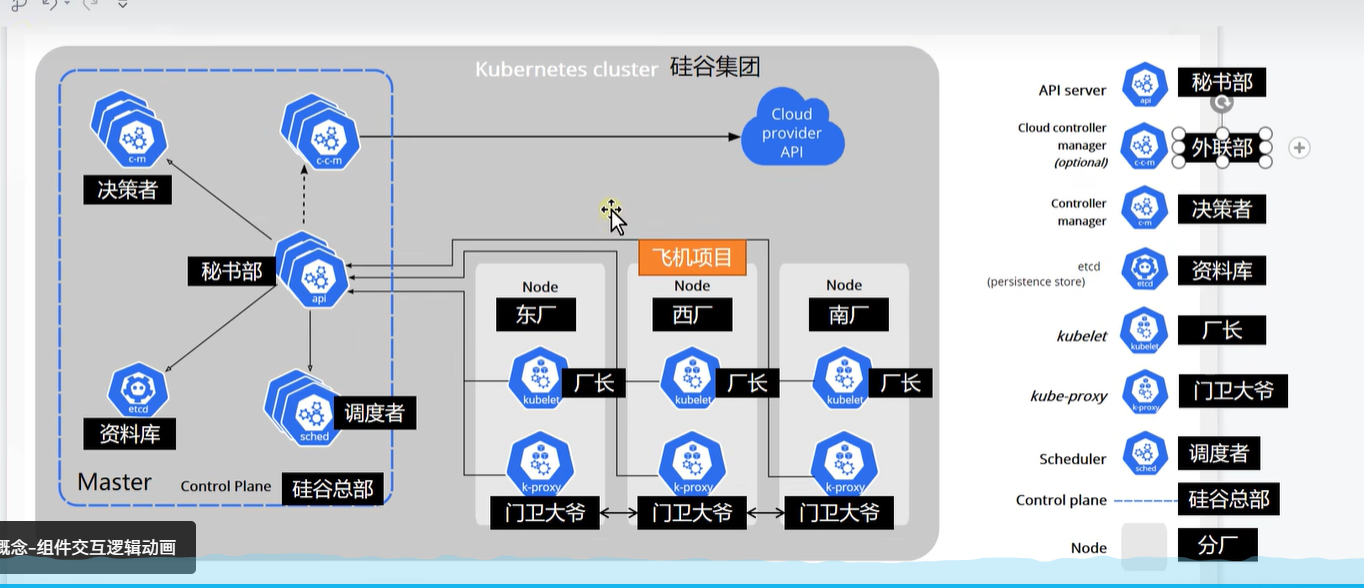 Kubernetes cluster 硅谷集团
Cloud
provider
API
c-m
c-c-m
决策者
秘书部
api
飞机项目
Node
Node
Node
东厂
西厂
南厂
kubelet
厂长
kubelet
厂长
kubelet
厂长
etcd
资料库
sched
调度者
k-proxy
k-proxy
k-proxy
门卫大爷
门卫大爷
门卫大爷
Master
Control Plane
硅谷总部
API server
api
秘书部
Cloud controller
manager
(optional)
c-c-m
外联部
Controller
manager
c-m
决策者
etcd
(persistence store)
etcd
资料库
kubelet
kubelet
厂长
kube-proxy
k-proxy
门卫大爷
Scheduler
sched
调度者
Control plane
硅谷总部
Node
分厂
概念-组件交互逻辑动画